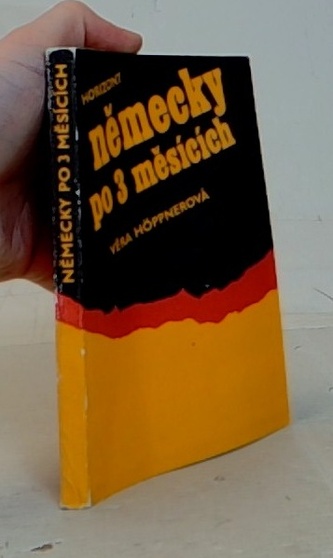 NĚMECKY PO 3 MĚSÍCÍCH
HORIZONT
německy
po 3 měsících
VĚRA HÖPPNEROVÁ